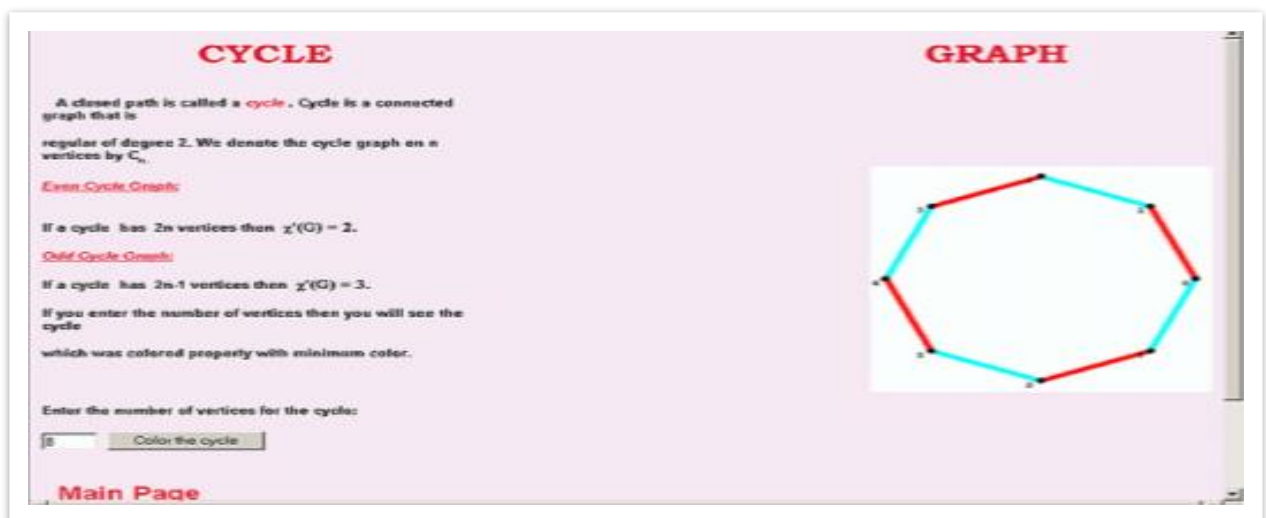 CYCLE GRAPH
A closed path is called a cycle . Cycle is a connected
graph that is
regular of degree 2. We denote the cycle graph on n
vertices by Cₙ
Even Cycle Graph:
If a cycle has 2n vertices then χ'(G) = 2.
Odd Cycle Graph:
If a cycle has 2n-1 vertices then χ'(G) = 3.
If you enter the number of vertices then you will see the
cycle
which was colored properly with minimum color.
Enter the number of vertices for the cycle:
8 Color the cycle
Main Page